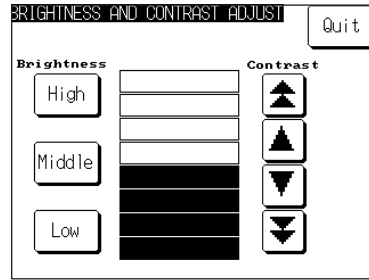 BRIGHTNESS AND CONTRAST ADJUST
Quit
Brightness
Contrast
High
Middle
Low